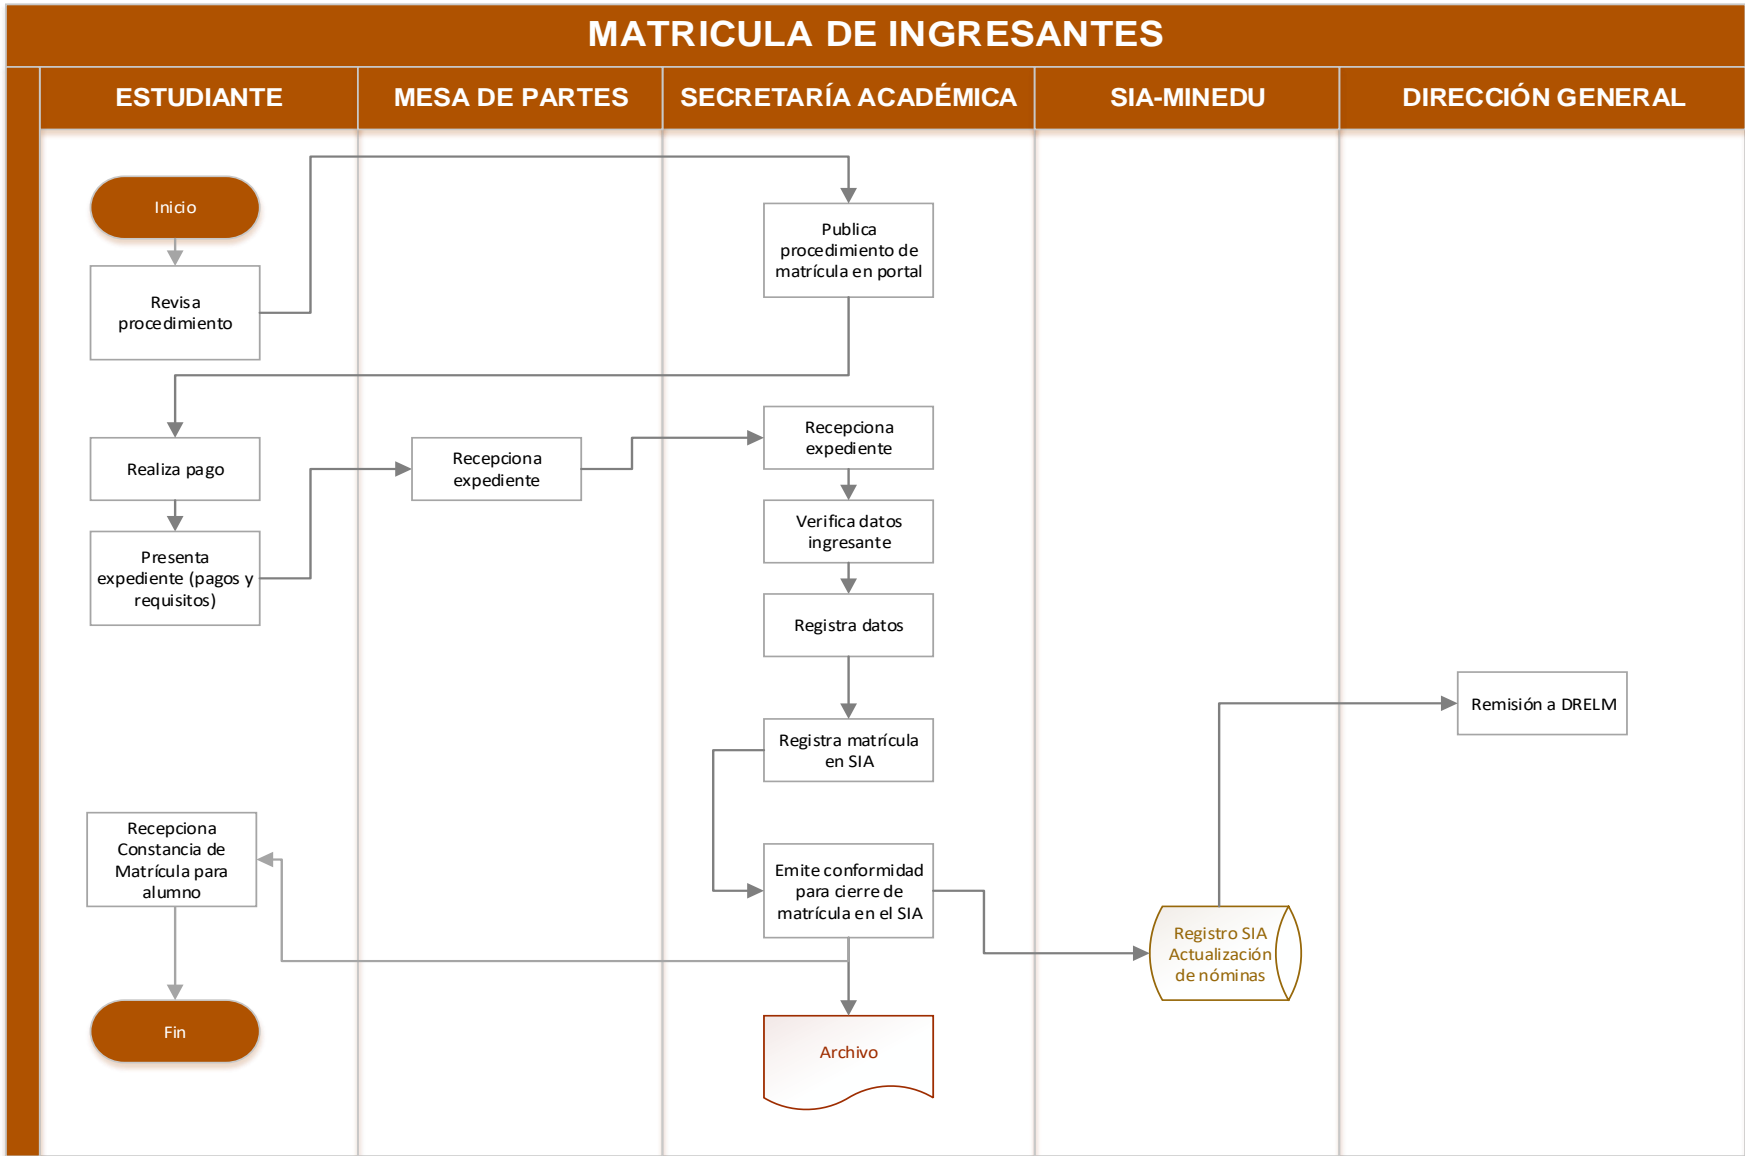 MATRICULA DE INGRESANTES
ESTUDIANTE
MESA DE PARTES
SECRETARÍA ACADÉMICA
SIA-MINEDU
DIRECCIÓN GENERAL
Inicio
Revisa
procedimiento
Publica
procedimiento de
matrícula en portal
Realiza pago
Presenta
expediente (pagos y
requisitos)
Recepciona
expediente
Recepciona
expediente
Verifica datos
ingresante
Registra datos
Registra matrícula
en SIA
Emite conformidad
para cierre de
matrícula en el SIA
Registro SIA
Actualización
de nóminas
Remisión a DRELM
Recepciona
Constancia de
Matrícula para
alumno
Fin
Archivo